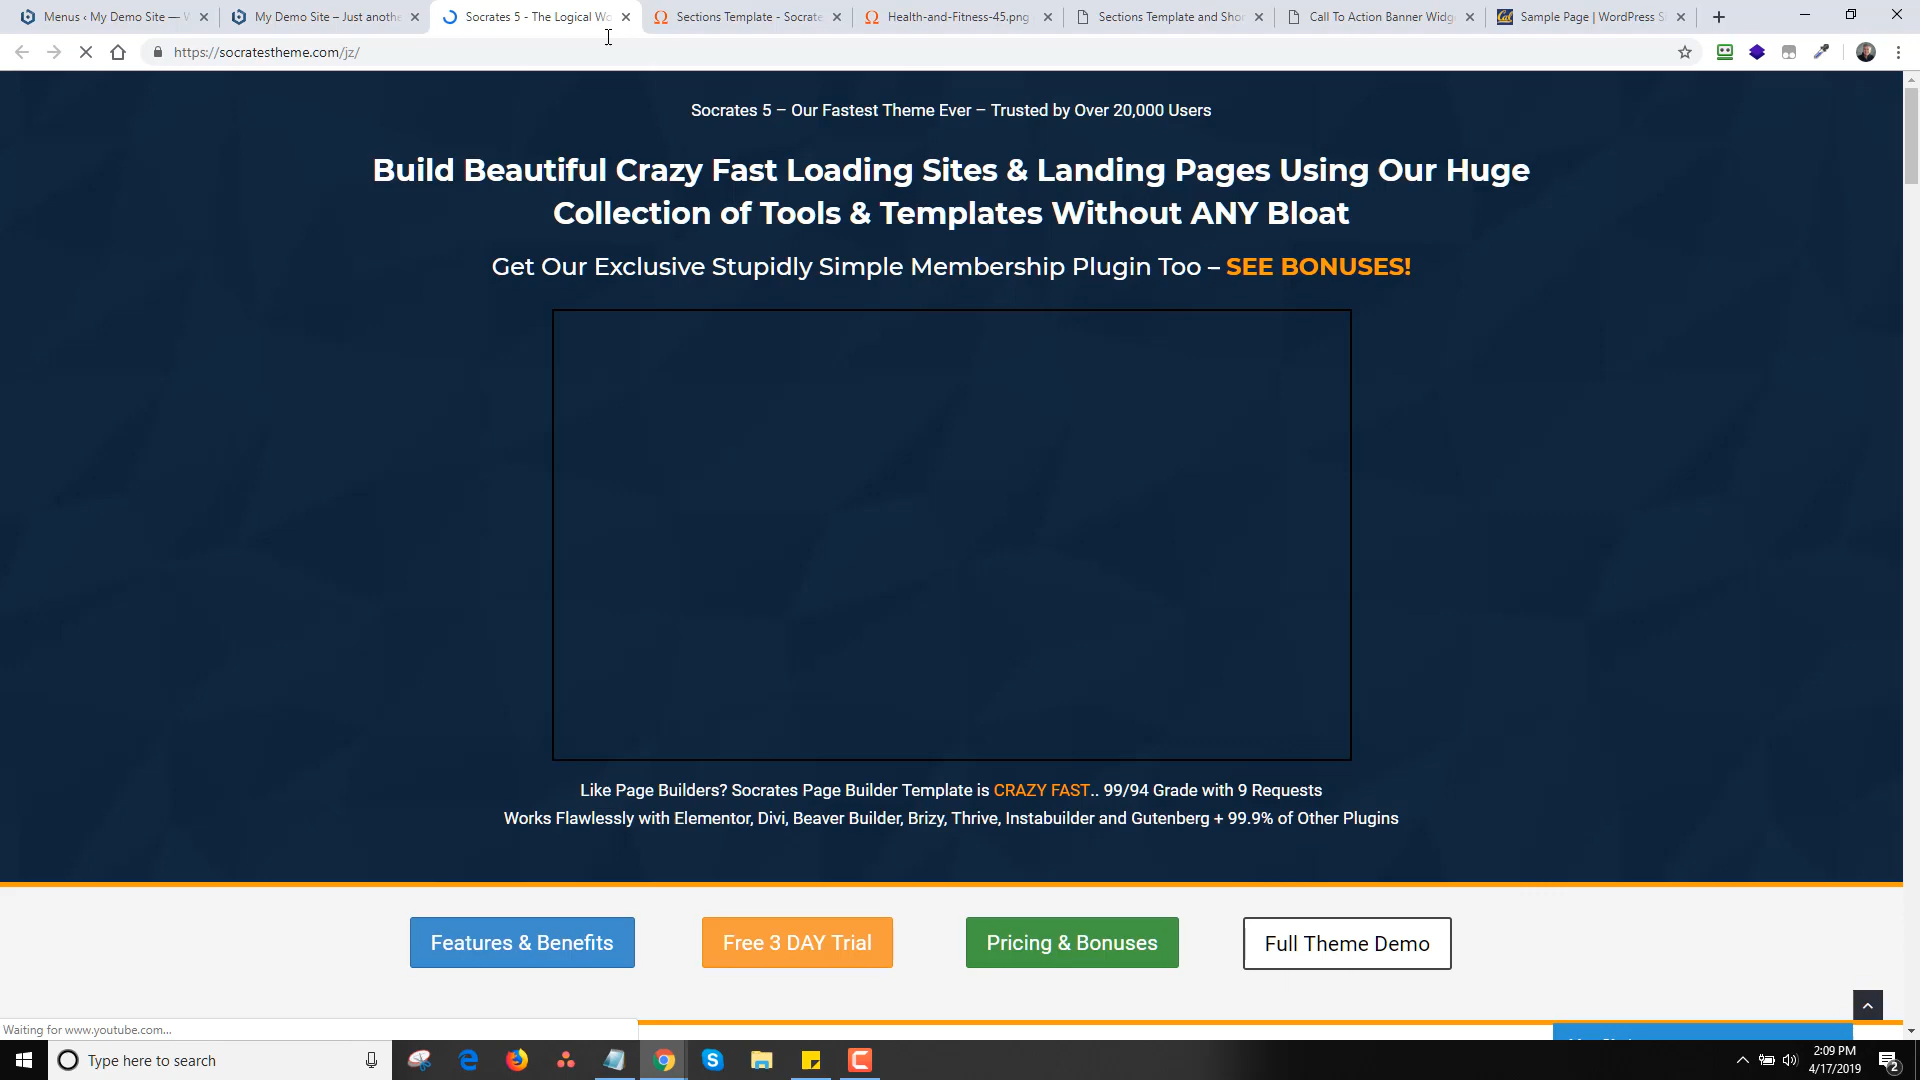 Menus ‹ My Demo Site —
My Demo Site – Just anothe
Socrates 5 - The Logical Wo
Sections Template - Socrate
Health-and-Fitness-45.png
Sections Template and Shor
Call To Action Banner Widg
Sample Page | WordPress S
https://socratestheme.com/jz/
Socrates 5 – Our Fastest Theme Ever – Trusted by Over 20,000 Users
Build Beautiful Crazy Fast Loading Sites & Landing Pages Using Our Huge
Collection of Tools & Templates Without ANY Bloat
Get Our Exclusive Stupidly Simple Membership Plugin Too – SEE BONUSES!
Like Page Builders? Socrates Page Builder Template is CRAZY FAST.. 99/94 Grade with 9 Requests
Works Flawlessly with Elementor, Divi, Beaver Builder, Brizy, Thrive, Instabuilder and Gutenberg + 99.9% of Other Plugins
Features & Benefits
Free 3 DAY Trial
Pricing & Bonuses
Full Theme Demo
Waiting for www.youtube.com...
Type here to search
2:09 PM
4/17/2019
2